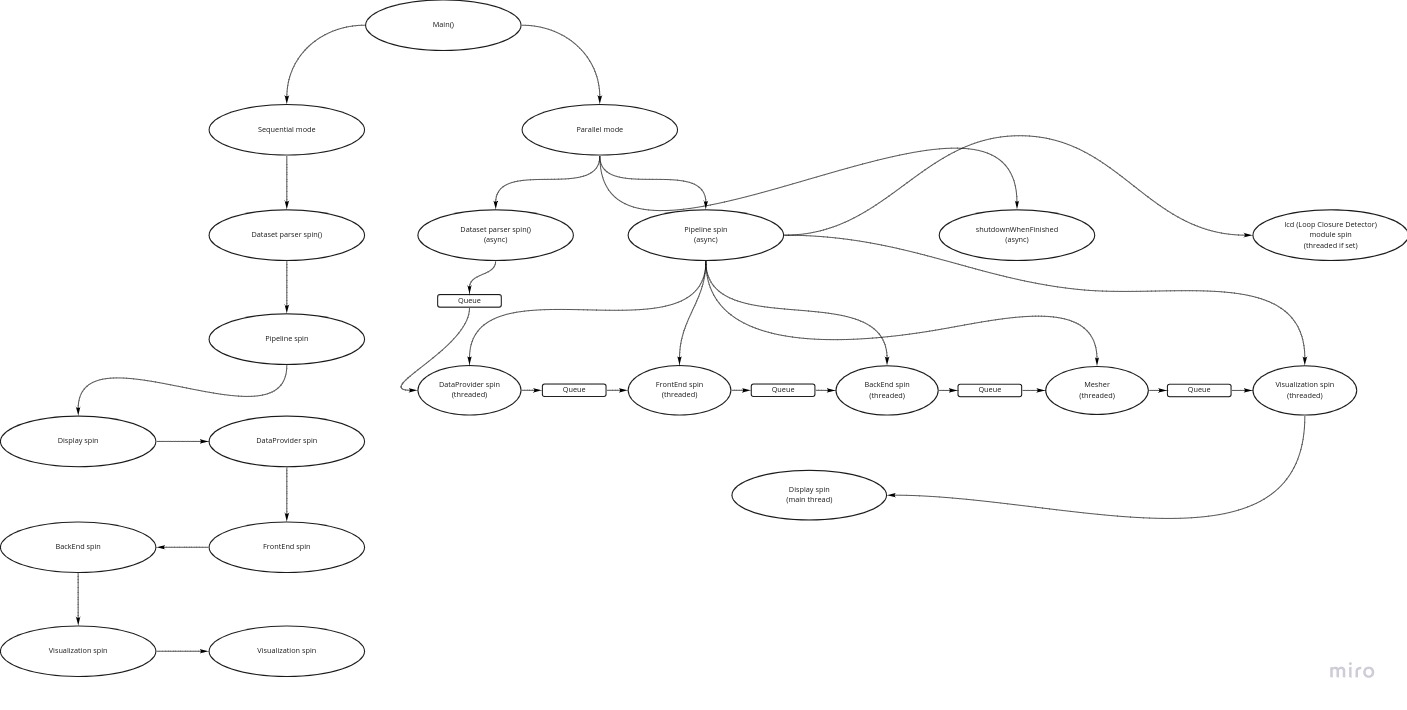 Main()
Sequential mode
Parallel mode
Dataset parser spin()
Dataset parser spin()
(async)
Pipeline spin
(async)
shutdownWhenFinished
(async)
lcd (Loop Closure Detector)
module spin
(threaded if set)
Queue
Pipeline spin
DataProvider spin
(threaded)
Queue
FrontEnd spin
(threaded)
Queue
BackEnd spin
(threaded)
Queue
Mesher
(threaded)
Queue
Visualization spin
(threaded)
Display spin
DataProvider spin
Display spin
(main thread)
BackEnd spin
FrontEnd spin
Visualization spin
Visualization spin
miro